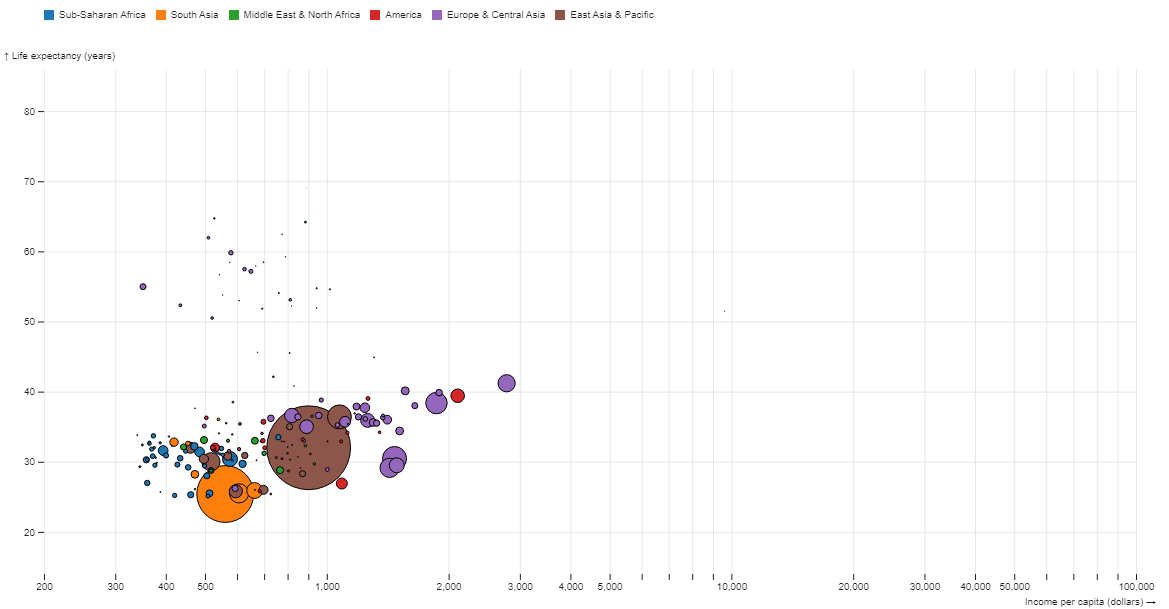 Sub-Saharan Africa South Asia Middle East & North Africa America Europe & Central Asia East Asia & Pacific
↑ Life expectancy (years)
80
70
60
50
40
30
20
200 300 400 500 1,000 2,000 3,000 4,000 5,000 10,000 20,000 30,000 40,000 50,000 100,000
Income per capita (dollars) →